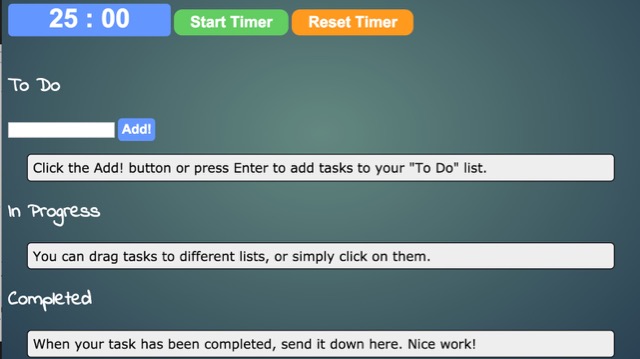 25 : 00 Start Timer Reset Timer
To Do
Add!
Click the Add! button or press Enter to add tasks to your "To Do" list.
In Progress
You can drag tasks to different lists, or simply click on them.
Completed
When your task has been completed, send it down here. Nice work!